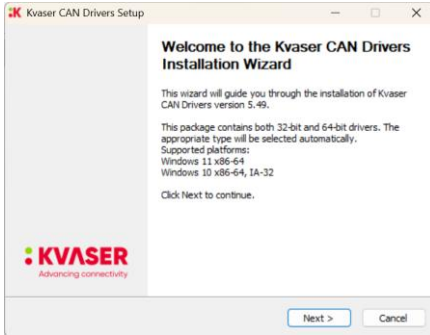 Kvaser CAN Drivers Setup
Welcome to the Kvaser CAN Drivers
Installation Wizard
This wizard will guide you through the installation of Kvaser
CAN Drivers version 5.49.
This package contains both 32-bit and 64-bit drivers. The
appropriate type will be selected automatically.
Supported platforms:
Windows 11 x86-64
Windows 10 x86-64, IA-32
Click Next to continue.
KVASER
Advancing connectivity
Next >
Cancel